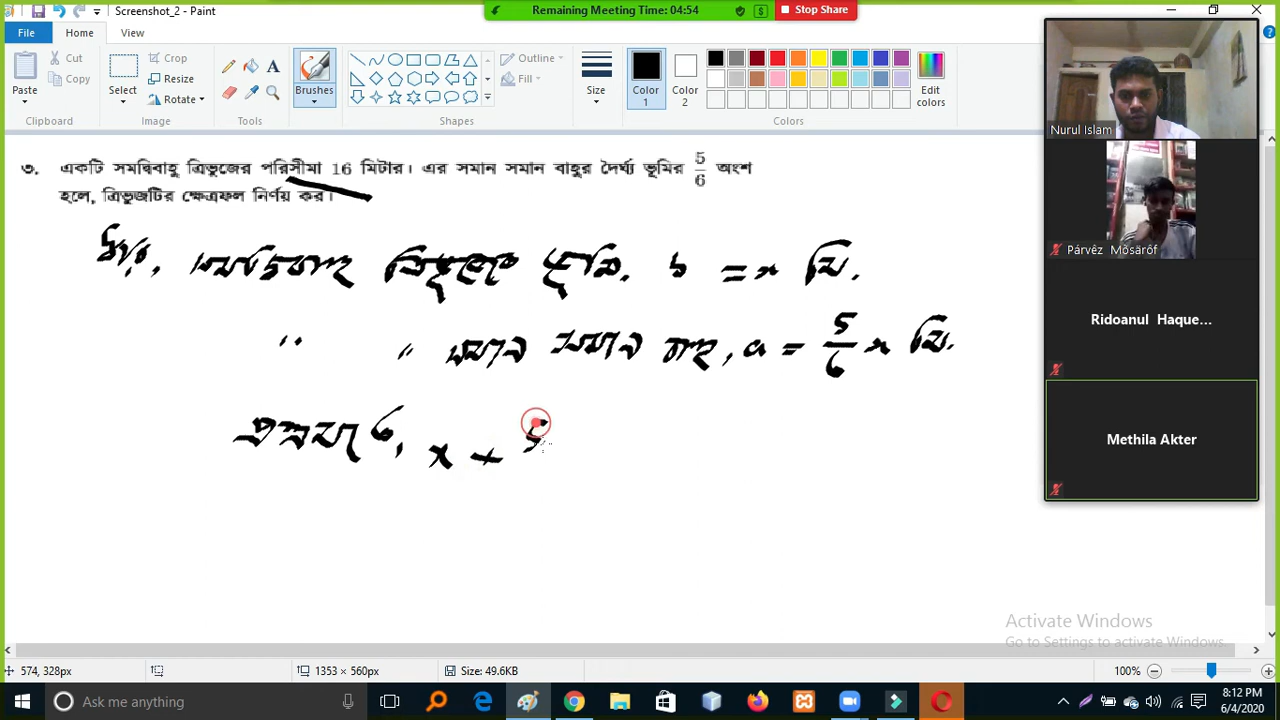 Screenshot_2 - Paint
Remaining Meeting Time: 04:54
Stop Share
File Home View
Paste
Cut
Copy
Clipboard
Select
Crop
Resize
Rotate
Image
Tools
Brushes
Shapes
Outline
Fill
Size
Color 1
Color 2
Edit colors
Colors
৩. একটি সমদ্বিবাহু ত্রিভুজের পরিসীমা 16 মিটার। এর সমান সমান বাহুর দৈর্ঘ্য ভূমির 5/6 অংশ
হলে, ত্রিভুজটির ক্ষেত্রফল নির্ণয় কর।
সমদ্বিবাহু ত্রিভুজের ভূমি, b = x মি.
" " সমান সমান বাহু, a = 5/6 x মি.
প্রশ্নমতে, x + 5
Nurul Islam
Párvêz Mõsärõf
Ridoanul Haque...
Methila Akter
Activate Windows
Go to Settings to activate Windows.
574, 328px
1353 × 560px
Size: 49.6KB
100%
Ask me anything
8:12 PM
6/4/2020